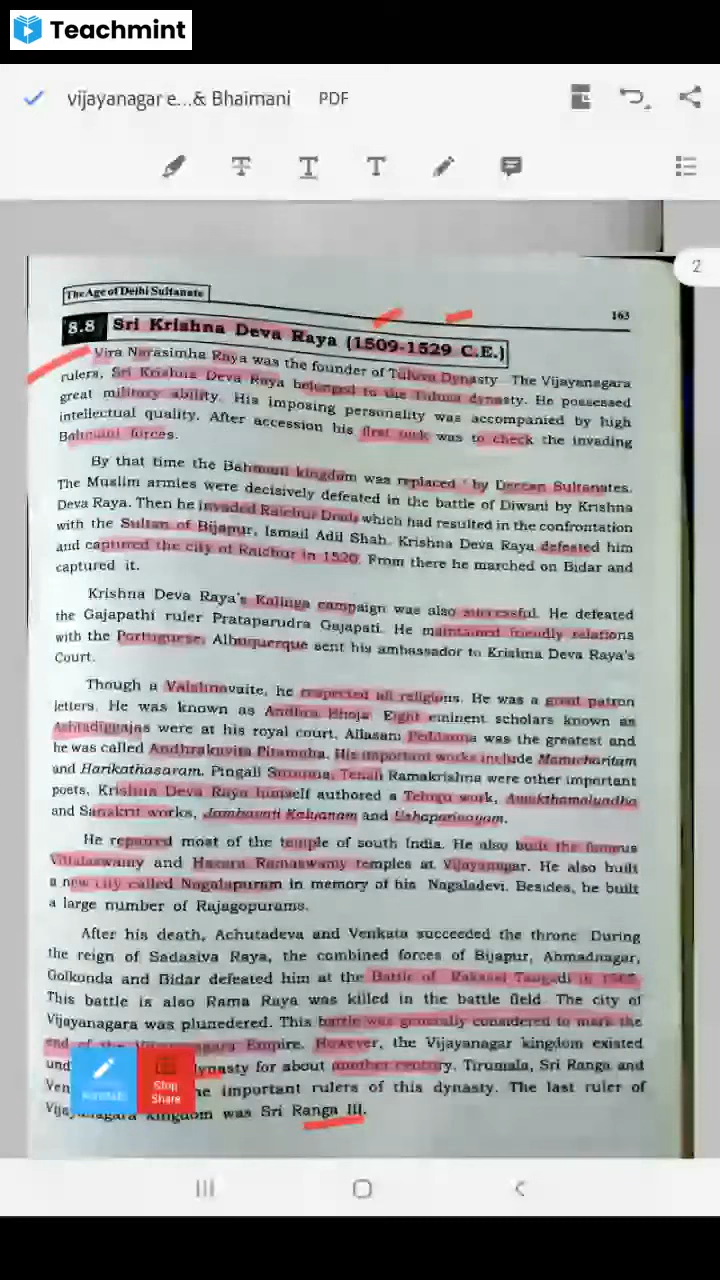 Teachmint
vijayanagar e...& Bhaimani PDF
2
The Age of Delhi Sultanate
163
8.8 Sri Krishna Deva Raya (1509-1529 C.E.)
Vira Narasimha Raya was the founder of Tuluva Dynasty. The Vijayanagara
rulers, Sri Krishna Deva Raya belonged to the Tuluva dynasty. He possessed
great military ability. His imposing personality was accompanied by high
intellectual quality. After accession his first task was to check the invading
Bahmani forces.
By that time the Bahmani kingdom was replaced by Deccan Sultanates.
The Muslim armies were decisively defeated in the battle of Diwani by Krishna
Deva Raya. Then he invaded Raichur Doab which had resulted in the confrontation
with the Sultan of Bijapur, Ismail Adil Shah. Krishna Deva Raya defeated him
and captured the city of Raichur in 1520. From there he marched on Bidar and
captured it.
Krishna Deva Raya's Kalinga campaign was also successful. He defeated
the Gajapathi ruler Prataparudra Gajapati. He maintained friendly relations
with the Portuguese. Albuquerque sent his ambassador to Krishna Deva Raya's
Court.
Though a Vaishnavaite, he respected all religions. He was a great patron
letters. He was known as Andhra Bhoja. Eight eminent scholars known as
Ashtadiggajas were at his royal court. Allasani Peddanna was the greatest and
he was called Andhrakavita Pitamaha. His important works include Manucharitam
and Harikathasaram. Pingali Suranna, Tenali Ramakrishna were other important
poets. Krishna Deva Raya himself authored a Telugu work, Amukthamalyadha
and Sanskrit works, Jambavati Kalyanam and Ushaparinayam.
He repaired most of the temple of south India. He also built the famous
Vittalaswamy and Hazara Ramaswamy temples at Vijayanagar. He also built
a new city called Nagalapuram in memory of his Nagaladevi. Besides, he built
a large number of Rajagopurams.
After his death, Achutadeva and Venkata succeeded the throne During
the reign of Sadasiva Raya, the combined forces of Bijapur, Ahmadnagar,
Golkonda and Bidar defeated him at the Battle of Rakasei Tangadi in 1565.
This battle is also Rama Raya was killed in the battle field. The city of
Vijayanagara was plunedered. This battle was generally considered to mark the
end of the Vijayanagara Empire. However, the Vijayanagar kingdom existed
und dynasty for about another century. Tirumala, Sri Ranga and
Ven he important rulers of this dynasty. The last ruler of
Vijayanagara kingdom was Sri Ranga III.
Annotate
Stop
Share